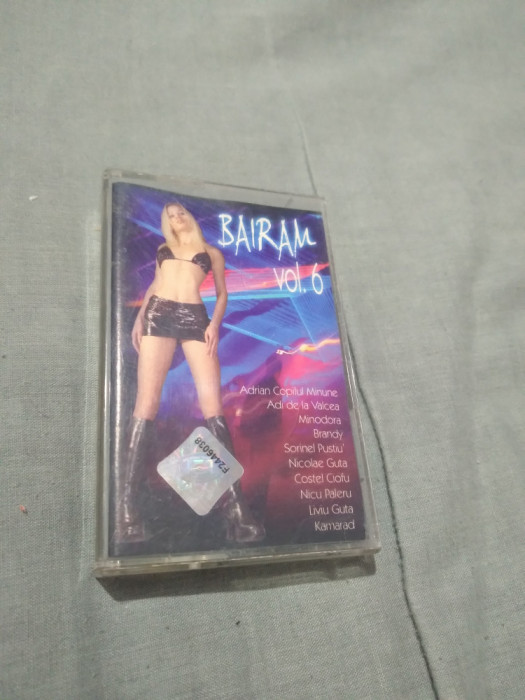 BAIRAM
vol. 6
Adrian Copilul Minune
Adi de la Valcea
Minodora
Brandy
Sorinel Pustiu'
Nicolae Guta
Costel Ciofu
Nicu Paleru
Liviu Guta
Kamarad
F2446038